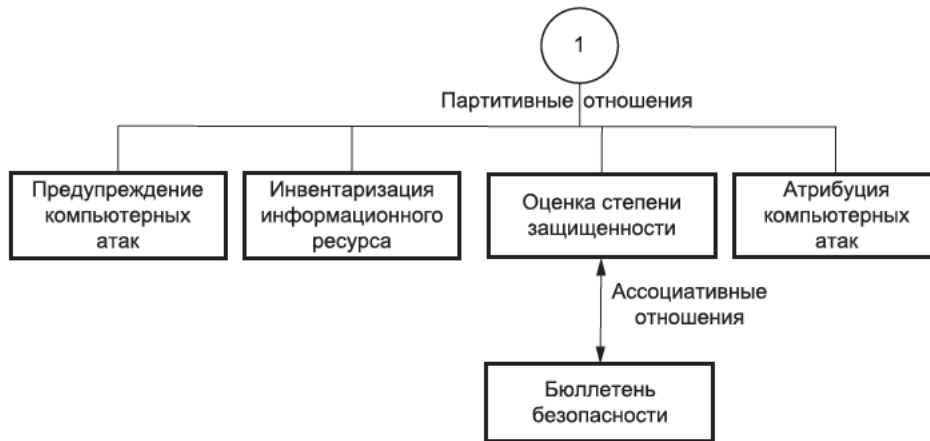 1
Партитивные отношения
Предупреждение
компьютерных
атак
Инвентаризация
информационного
ресурса
Оценка степени
защищенности
Атрибуция
компьютерных
атак
Ассоциативные
отношения
Бюллетень
безопасности